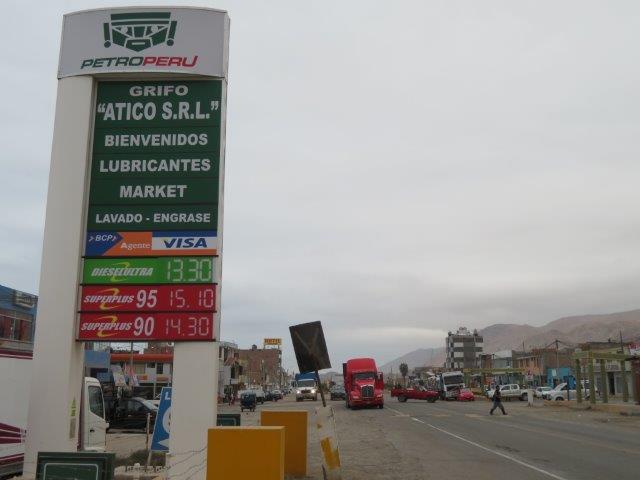 PETROPERU
GRIFO
"ATICO S.R.L."
BIENVENIDOS
LUBRICANTES
MARKET
LAVADO - ENGRASE
BCP Agente VISA
DIESELULTRA 13.30
SUPERPLUS 95 15.10
SUPERPLUS 90 14.30
HOTEL